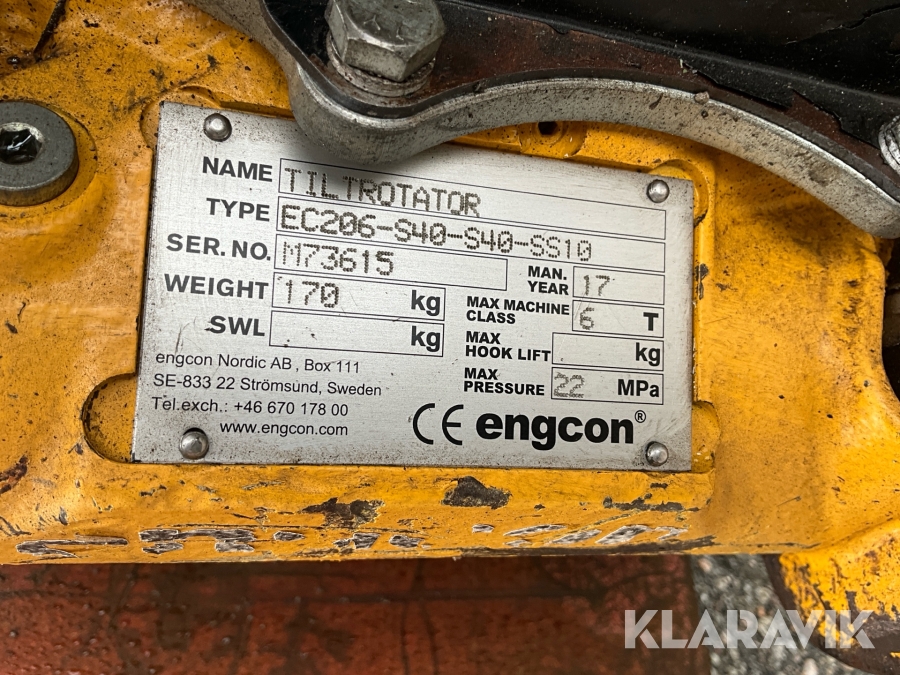 NAME TILTROTATOR
TYPE EC206-S40-S40-SS10
SER. NO. M73615
MAN. YEAR 17
WEIGHT 170 kg
MAX MACHINE CLASS 6 T
SWL kg
MAX HOOK LIFT kg
MAX PRESSURE 22 MPa
engcon Nordic AB , Box 111
SE-833 22 Strömsund, Sweden
Tel.exch.: +46 670 178 00
www.engcon.com
CE engcon®
KLARAVIK